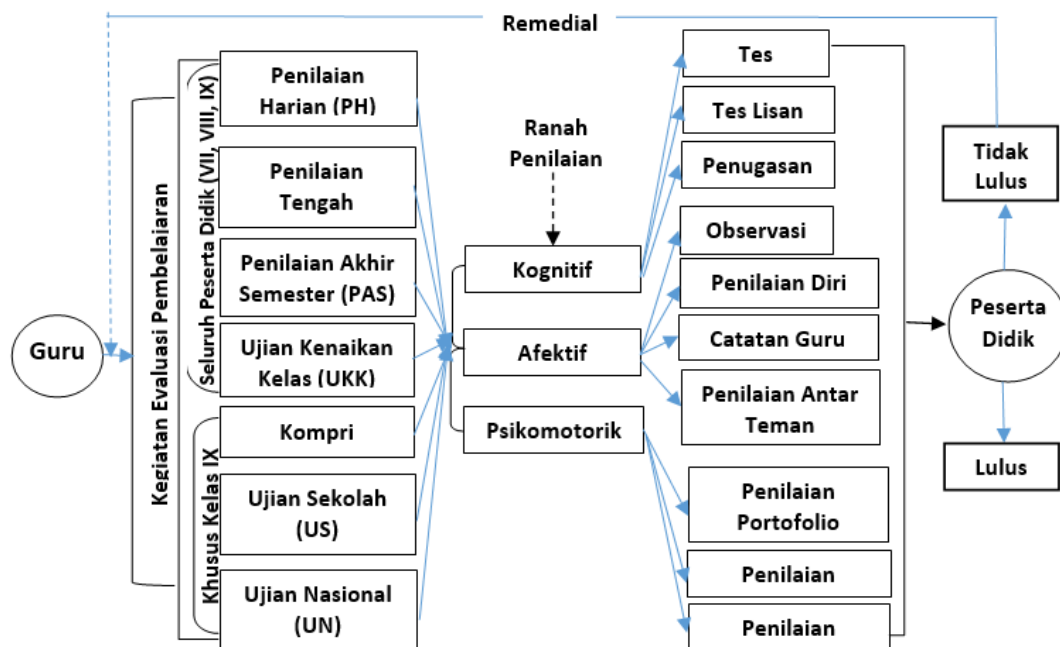 Remedial
Guru
Kegiatan Evaluasi Pembelaiaran
Seluruh Peserta Didik (VII, VIII, IX)
Khusus Kelas IX
Penilaian
Harian (PH)
Penilaian
Tengah
Penilaian Akhir
Semester (PAS)
Ujian Kenaikan
Kelas (UKK)
Kompri
Ujian Sekolah
(US)
Ujian Nasional
(UN)
Ranah
Penilaian
Kognitif
Afektif
Psikomotorik
Tes
Tes Lisan
Penugasan
Observasi
Penilaian Diri
Catatan Guru
Penilaian Antar
Teman
Penilaian
Portofolio
Penilaian
Penilaian
Tidak
Lulus
Peserta
Didik
Lulus